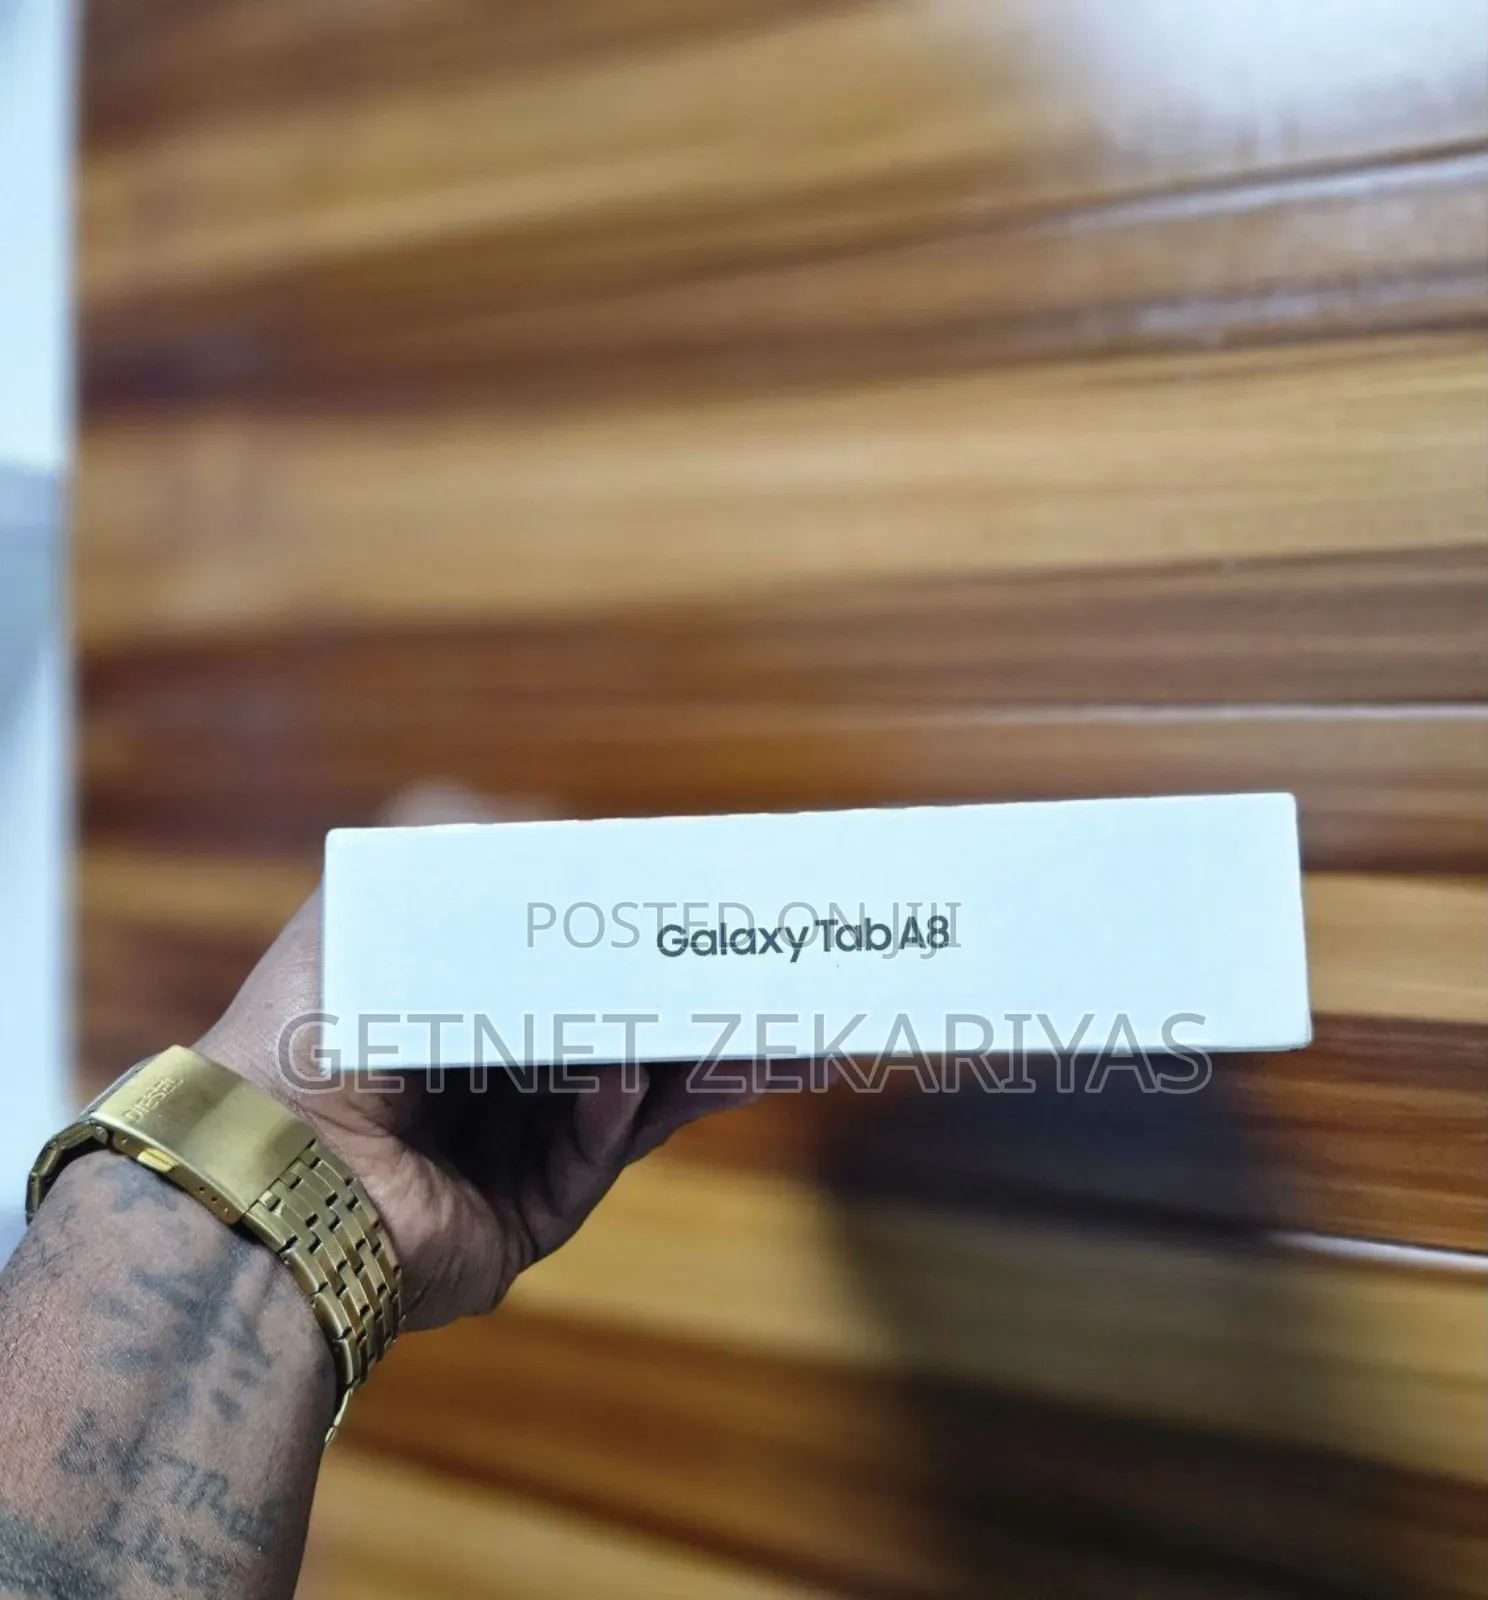 POSTED ON JIJI
Galaxy Tab A8
GETNET ZEKARIYAS
DIESEL